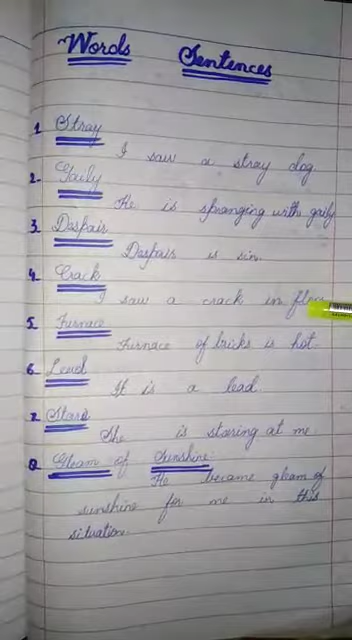 Words Sentences
1. Stray
I saw a stray dog.
2. Gaily
He is spranging with gaily
3. Despair
Despair is sin.
4. Crack
I saw a crack in floor
5. Furnace
Furnace of bricks is hot.
6. Lead
It is a lead
7. Stare
She is staring at me
8. Gleam of Sunshine
He became gleam of
sunshine for me in this
situation.